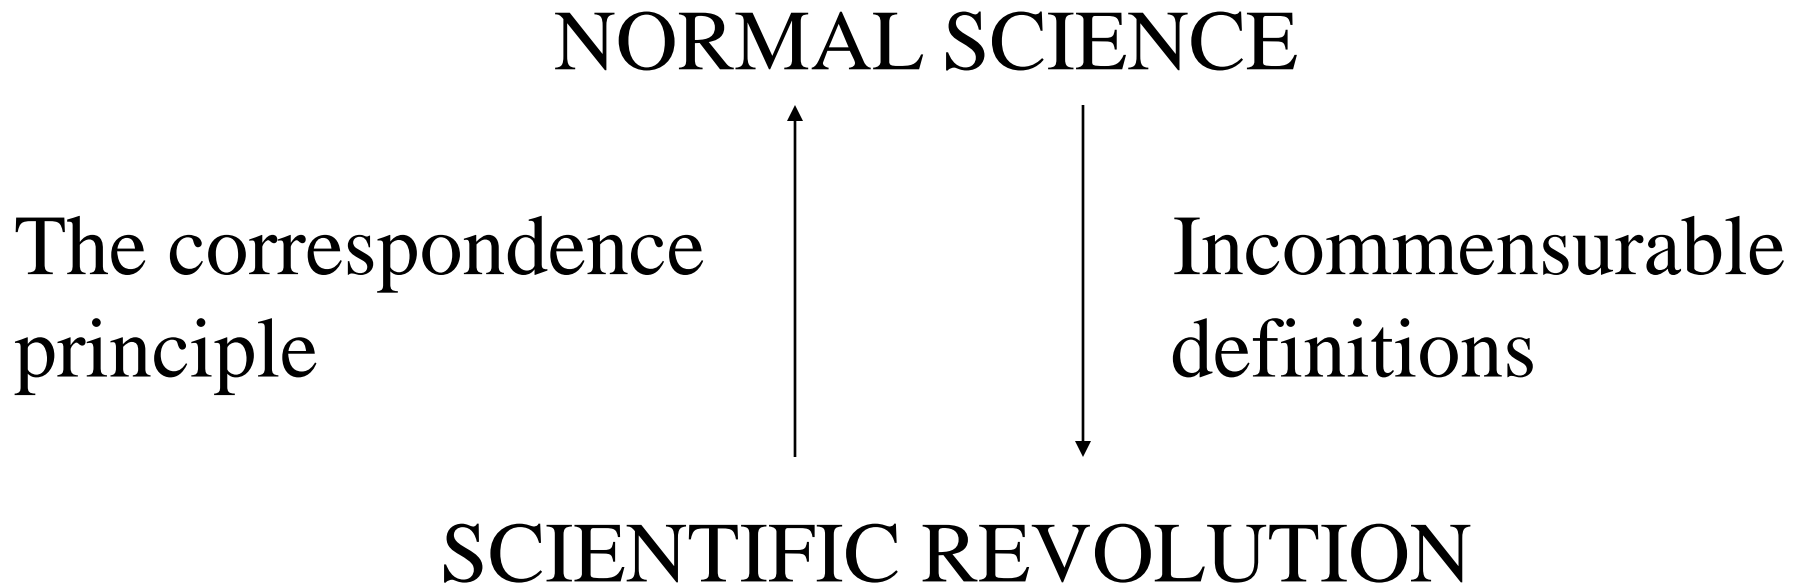 NORMAL SCIENCE
The correspondence
principle
Incommensurable
definitions
SCIENTIFIC REVOLUTION